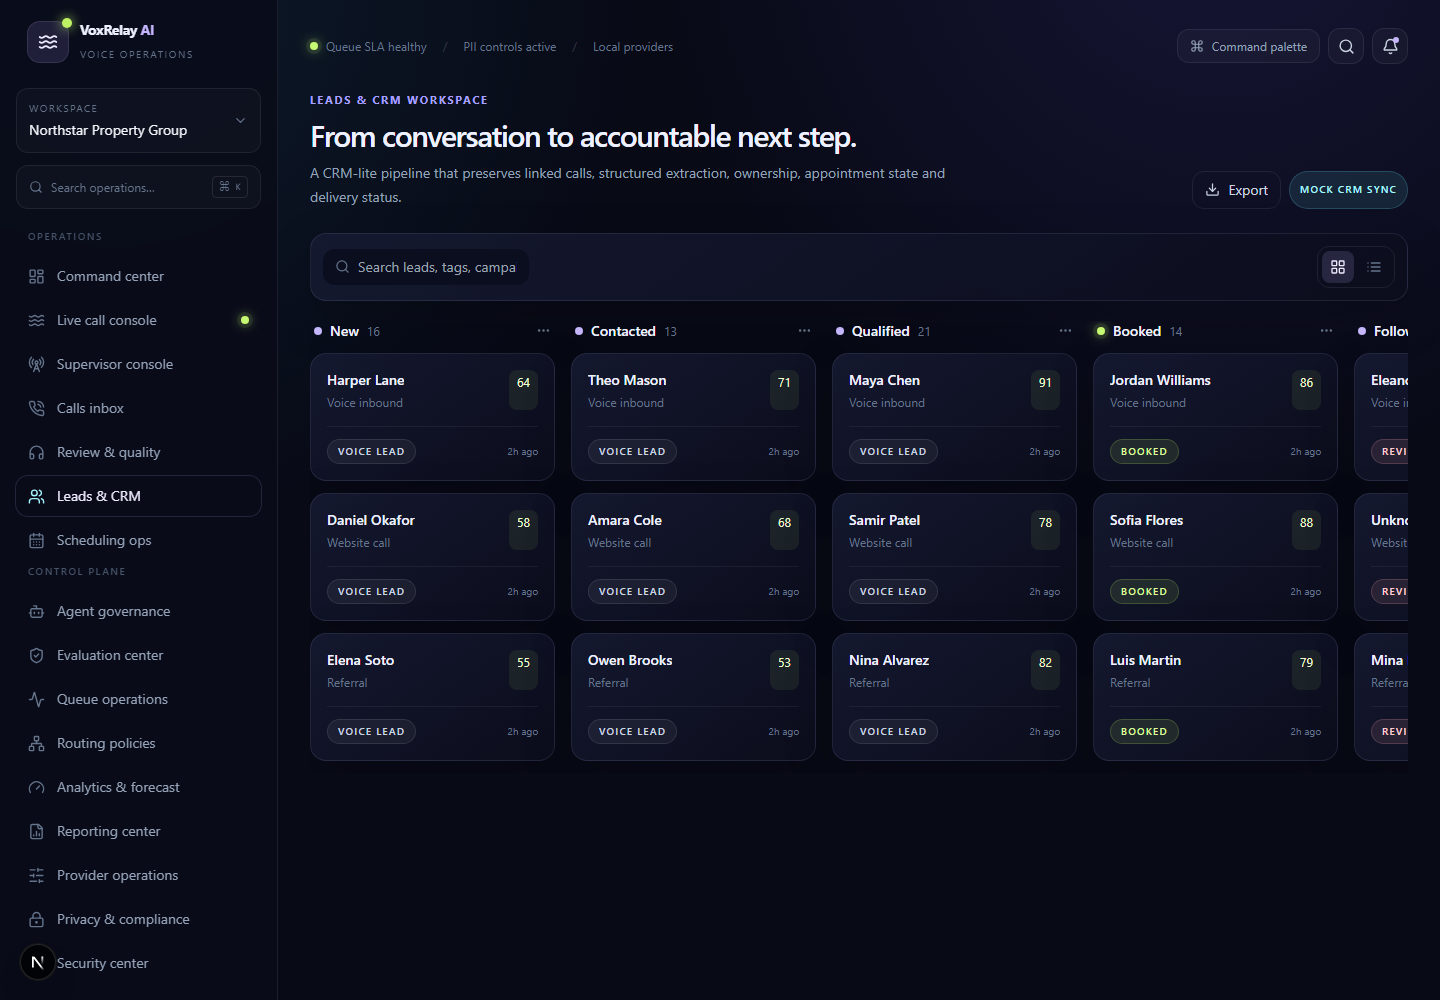 VoxRelay AI
VOICE OPERATIONS
WORKSPACE
Northstar Property Group
Search operations...
⌘ K
OPERATIONS
Command center
Live call console
Supervisor console
Calls inbox
Review & quality
Leads & CRM
Scheduling ops
CONTROL PLANE
Agent governance
Evaluation center
Queue operations
Routing policies
Analytics & forecast
Reporting center
Provider operations
Privacy & compliance
N
Security center
Queue SLA healthy / PII controls active / Local providers
⌘ Command palette
LEADS & CRM WORKSPACE
From conversation to accountable next step.
A CRM-lite pipeline that preserves linked calls, structured extraction, ownership, appointment state and
delivery status.
Export
MOCK CRM SYNC
Search leads, tags, campa
New 16 ...
Harper Lane 64
Voice inbound
VOICE LEAD 2h ago
Daniel Okafor 58
Website call
VOICE LEAD 2h ago
Elena Soto 55
Referral
VOICE LEAD 2h ago
Contacted 13 ...
Theo Mason 71
Voice inbound
VOICE LEAD 2h ago
Amara Cole 68
Website call
VOICE LEAD 2h ago
Owen Brooks 53
Referral
VOICE LEAD 2h ago
Qualified 21 ...
Maya Chen 91
Voice inbound
VOICE LEAD 2h ago
Samir Patel 78
Website call
VOICE LEAD 2h ago
Nina Alvarez 82
Referral
VOICE LEAD 2h ago
Booked 14 ...
Jordan Williams 86
Voice inbound
BOOKED 2h ago
Sofia Flores 88
Website call
BOOKED 2h ago
Luis Martin 79
Referral
BOOKED 2h ago
Follow
Eleano
Voice i
REVI
Unkno
Websit
REVI
Mina
Referra
REVI